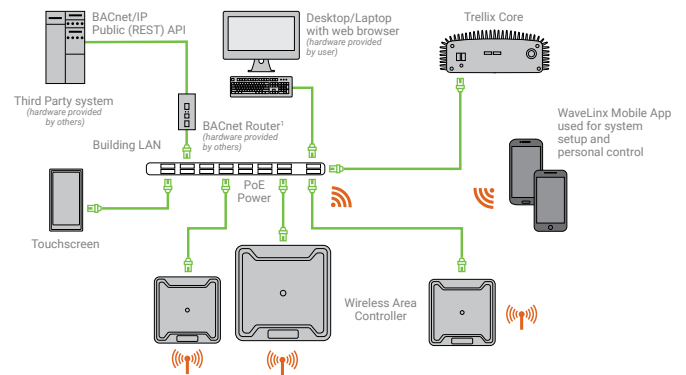 BACnet/IP
Public (REST) API
Desktop/Laptop
with web browser
(hardware provided
by user)
Trellix Core
Third Party system
(hardware provided
by others)
BACnet Router1
(hardware provided
by others)
Building LAN
WaveLinx Mobile App
used for system
setup and
personal control
PoE
Power
Touchscreen
Wireless Area
Controller